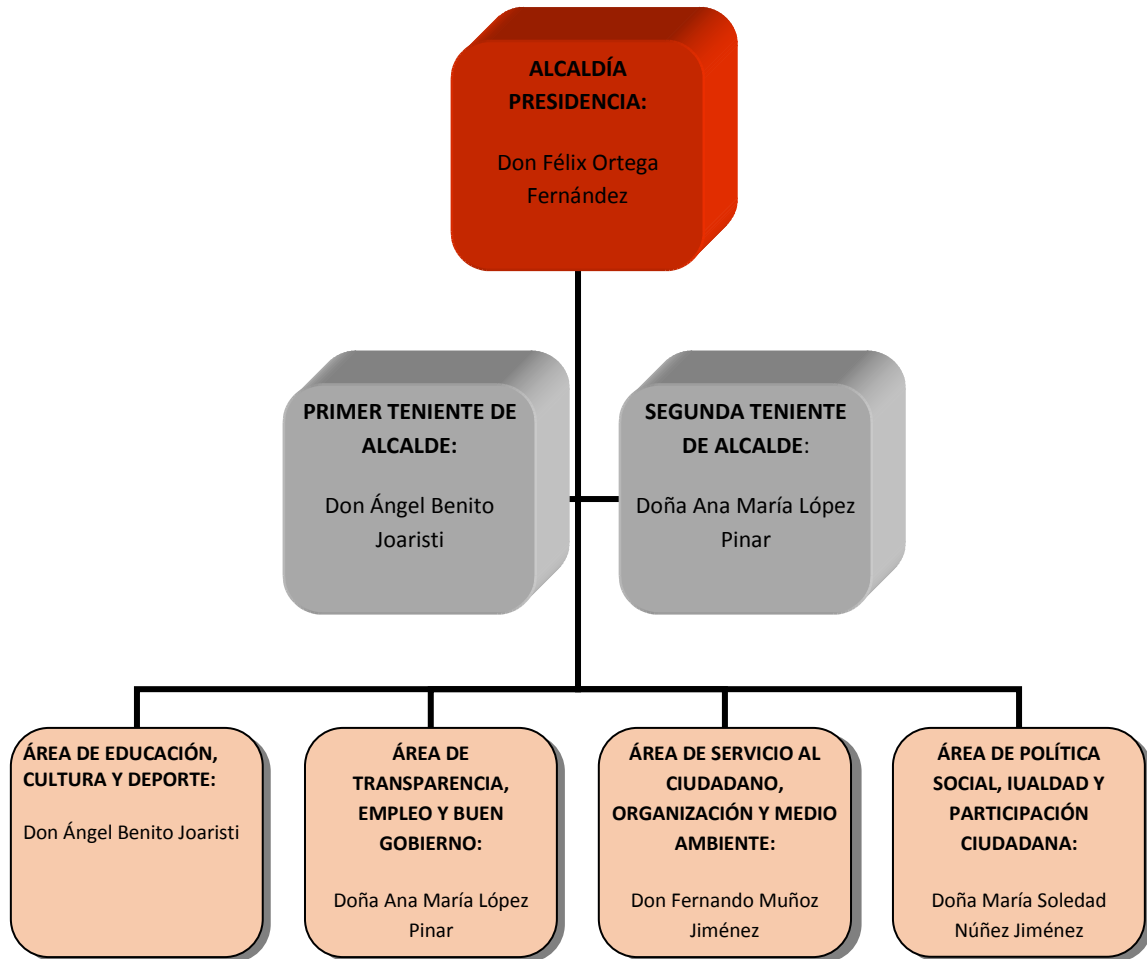 ALCALDÍA
PRESIDENCIA:
Don Félix Ortega
Fernández
PRIMER TENIENTE DE
ALCALDE:
Don Ángel Benito
Joaristi
SEGUNDA TENIENTE
DE ALCALDE:
Doña Ana María López
Pinar
ÁREA DE EDUCACIÓN,
CULTURA Y DEPORTE:
Don Ángel Benito Joaristi
ÁREA DE
TRANSPARENCIA,
EMPLEO Y BUEN
GOBIERNO:
Doña Ana María López
Pinar
ÁREA DE SERVICIO AL
CIUDADANO,
ORGANIZACIÓN Y MEDIO
AMBIENTE:
Don Fernando Muñoz
Jiménez
ÁREA DE POLÍTICA
SOCIAL, IUALDAD Y
PARTICIPACIÓN
CIUDADANA:
Doña María Soledad
Núñez Jiménez